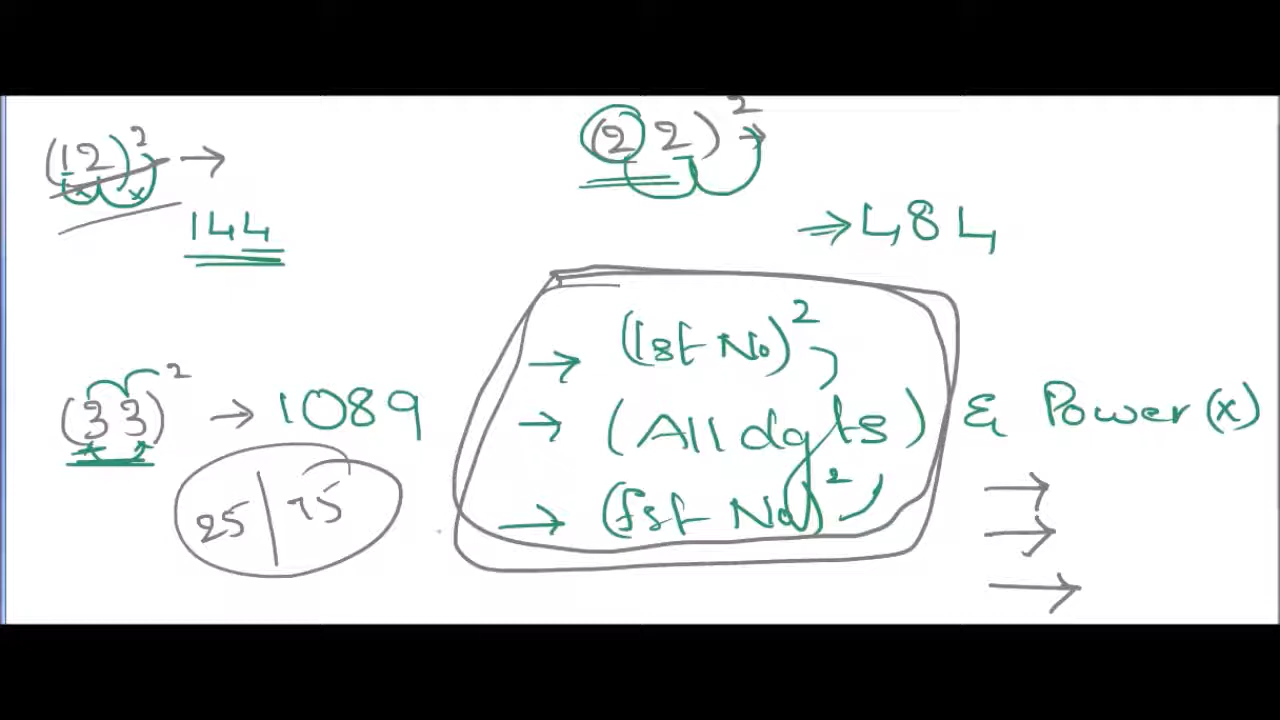 (12)² →
144
(22)²
→ 484
→ (1st No)²
→ (All dgts) & Power (x)
→ (fst No)²
(33)² → 1089
25 | 75